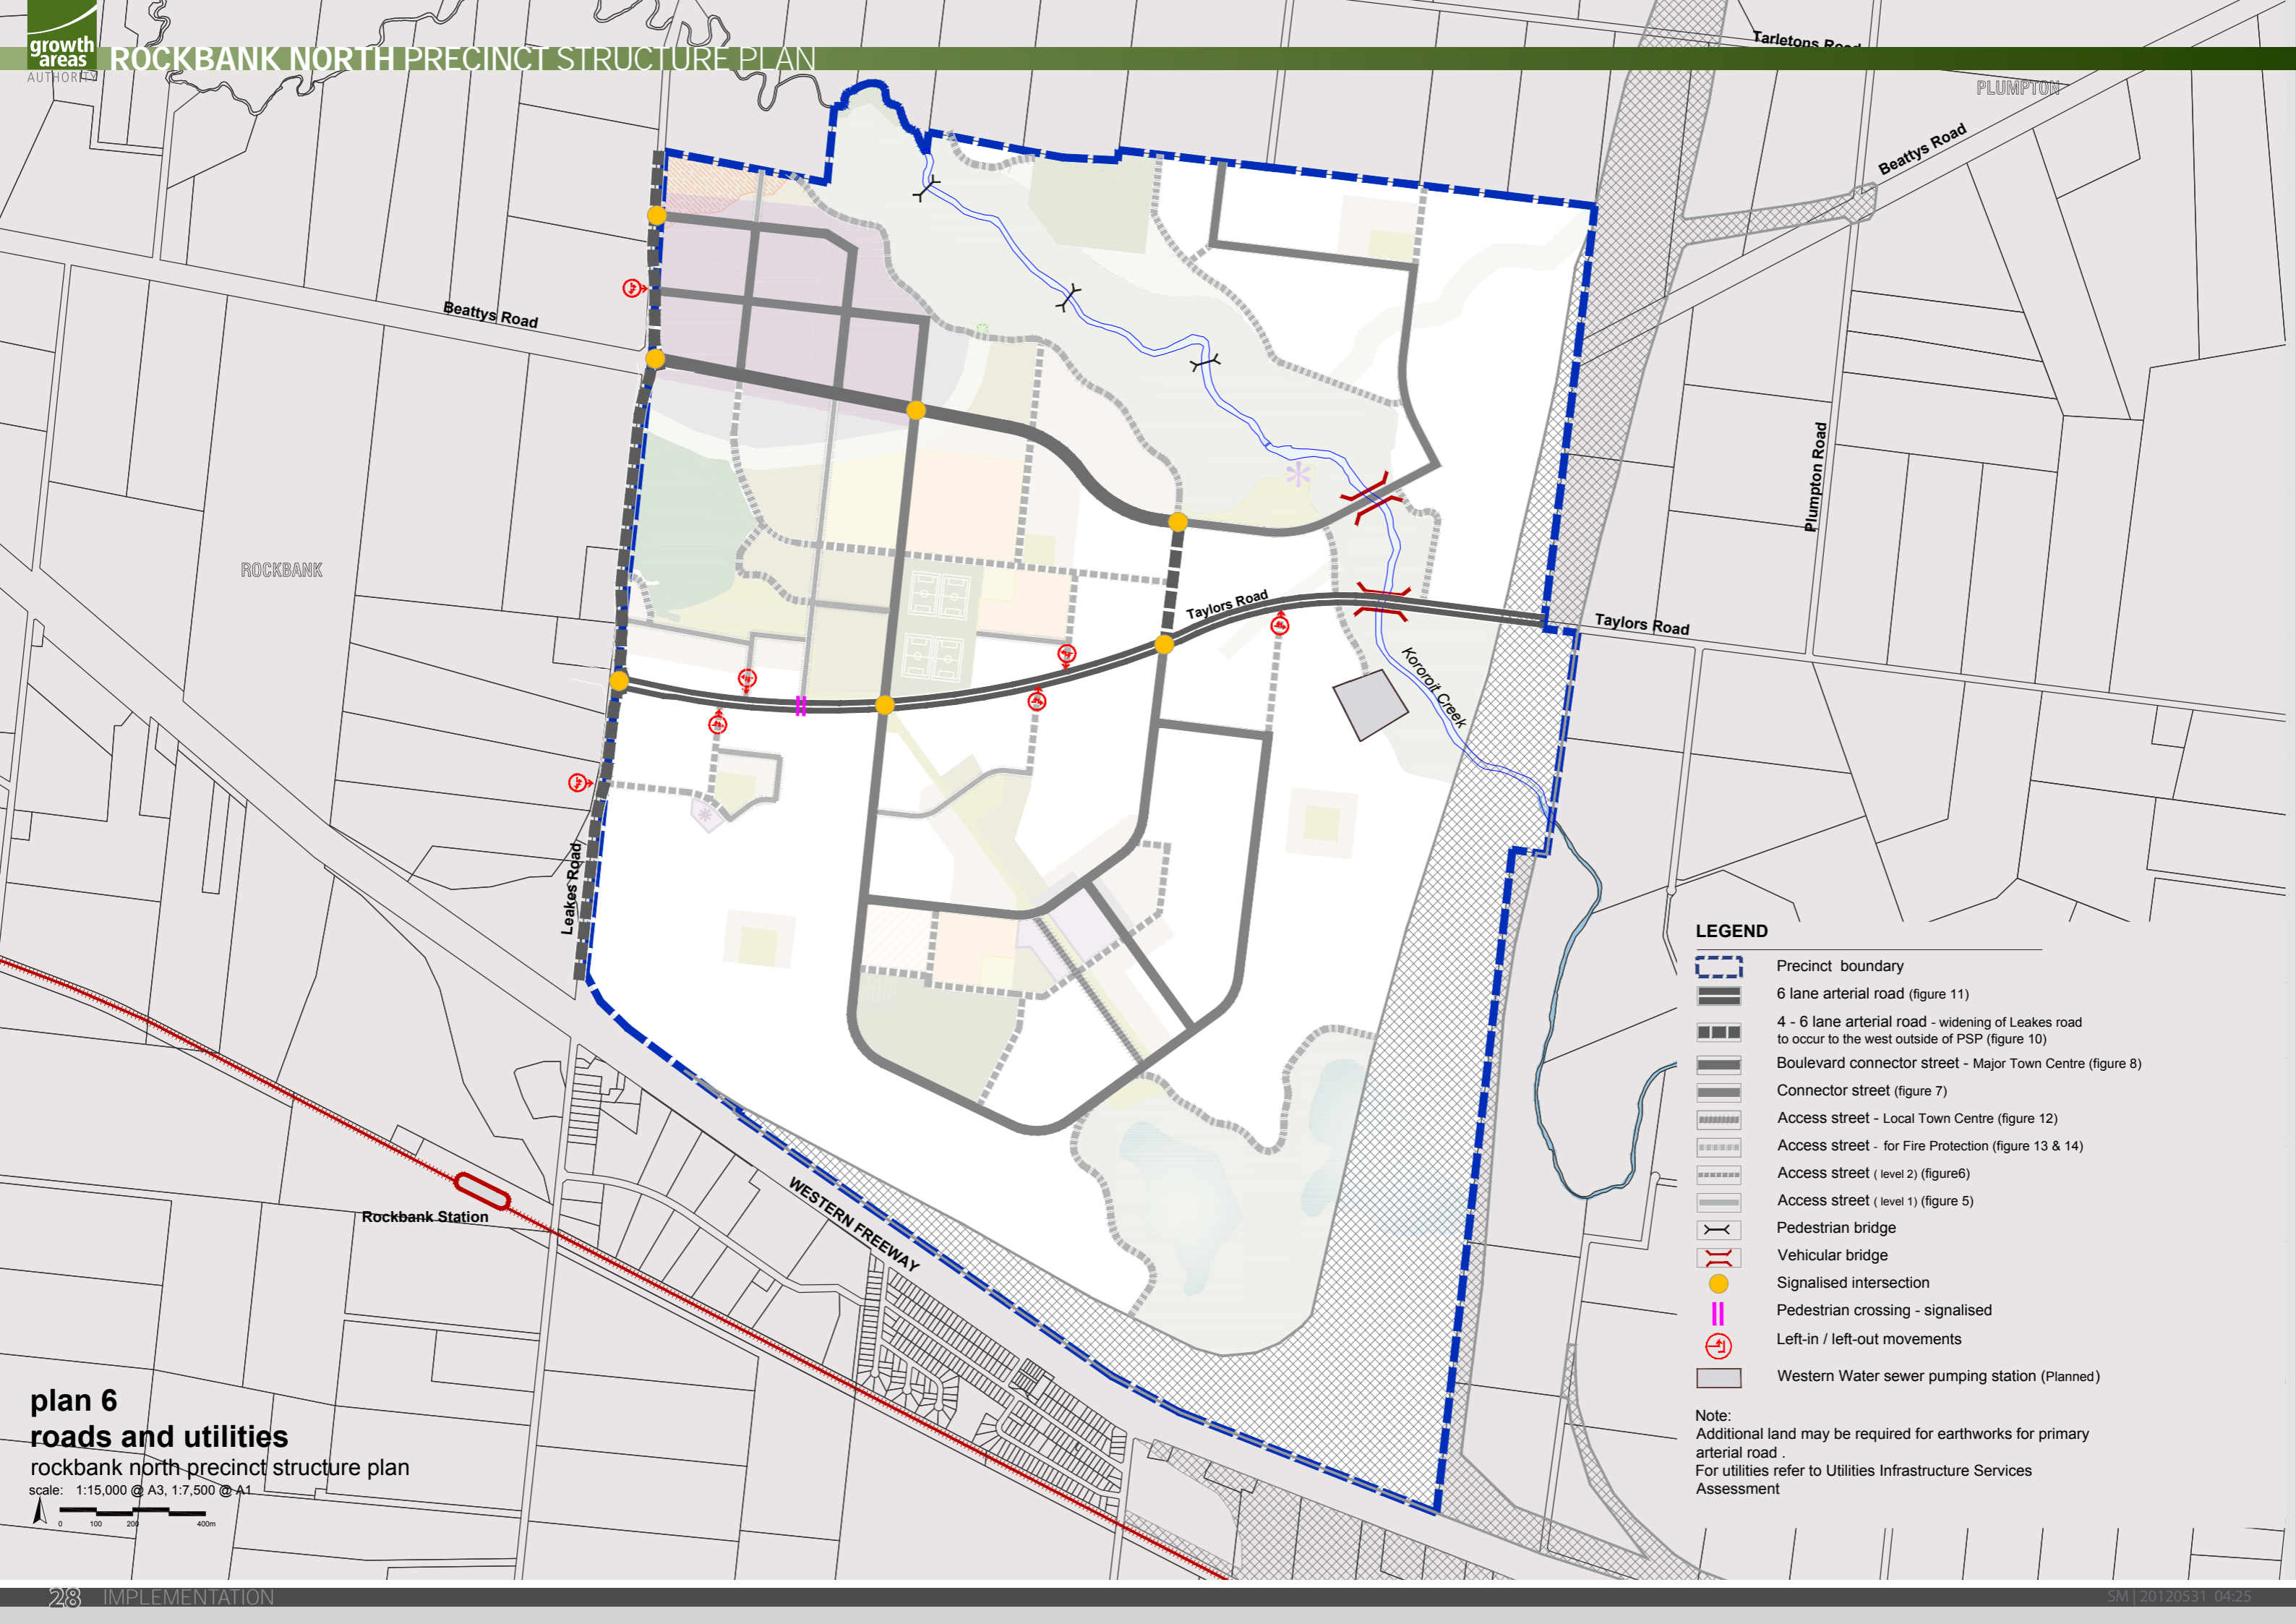 growth
areas
AUTHORITY
ROCKBANK NORTH PRECINCT STRUCTURE PLAN
Tarletons Road
PLUMPTON
Beattys Road
Beattys Road
Plumpton Road
ROCKBANK
Taylors Road
Taylors Road
Kororoit Creek
Leakes Road
Rockbank Station
WESTERN FREEWAY
LEGEND
Precinct boundary
6 lane arterial road (figure 11)
4 - 6 lane arterial road - widening of Leakes road
to occur to the west outside of PSP (figure 10)
Boulevard connector street - Major Town Centre (figure 8)
Connector street (figure 7)
Access street - Local Town Centre (figure 12)
Access street - for Fire Protection (figure 13 & 14)
Access street ( level 2) (figure6)
Access street ( level 1) (figure 5)
Pedestrian bridge
Vehicular bridge
Signalised intersection
Pedestrian crossing - signalised
Left-in / left-out movements
Western Water sewer pumping station (Planned)
Note:
Additional land may be required for earthworks for primary
arterial road .
For utilities refer to Utilities Infrastructure Services
Assessment
plan 6
roads and utilities
rockbank north precinct structure plan
scale: 1:15,000 @ A3, 1:7,500 @ A1
0 100 200 400m
28 IMPLEMENTATION
SM | 20120531 04:25